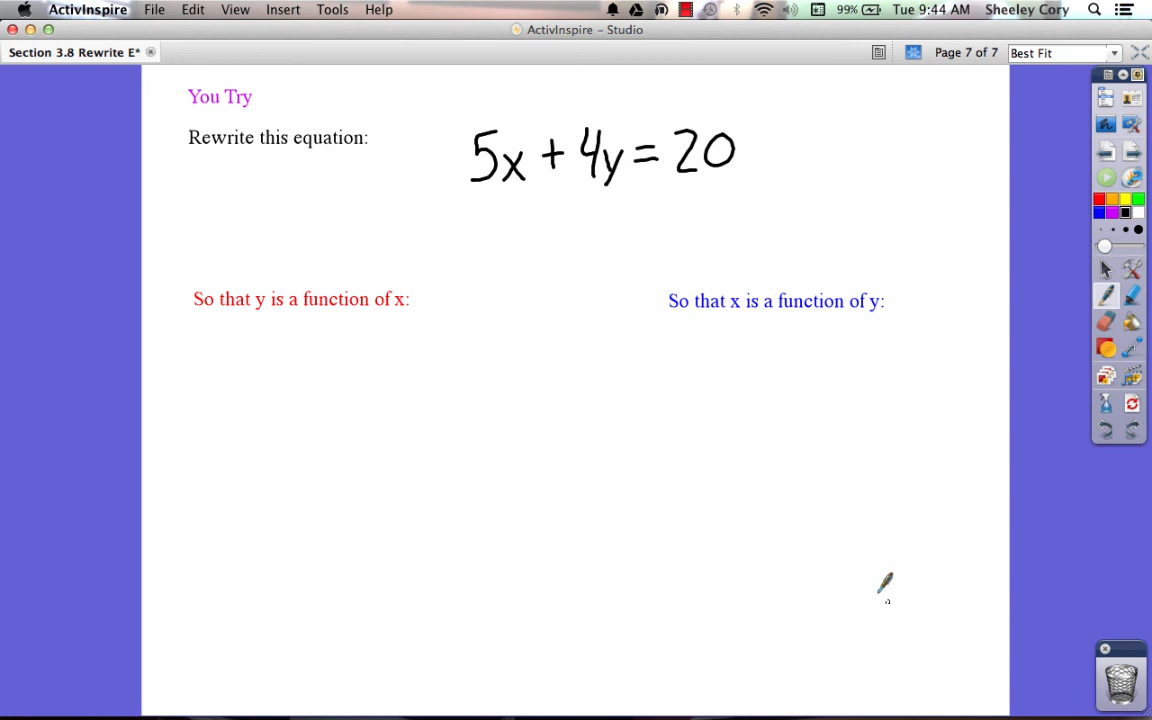 ActivInspire File Edit View Insert Tools Help 99% Tue 9:44 AM Sheeley Cory
ActivInspire – Studio
Section 3.8 Rewrite E* Page 7 of 7 Best Fit
You Try
Rewrite this equation: 5x + 4y = 20
So that y is a function of x: So that x is a function of y: